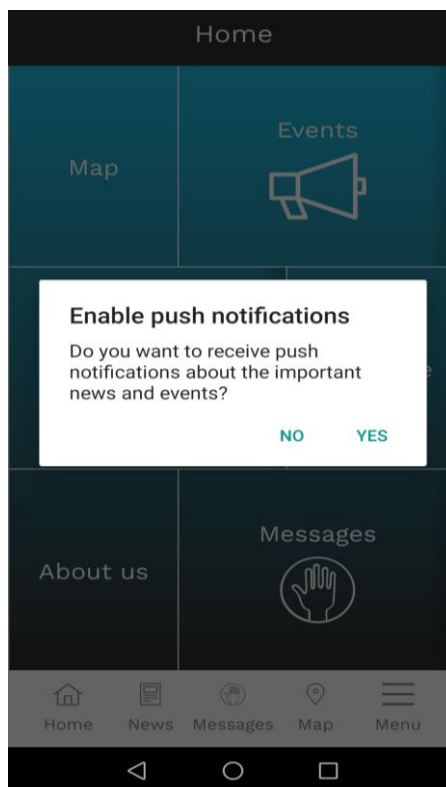 Home
Events
Map
Enable push notifications
Do you want to receive push
notifications about the important
news and events?
e
NO
YES
Messages
About us
Home
News
Messages
Map
Menu